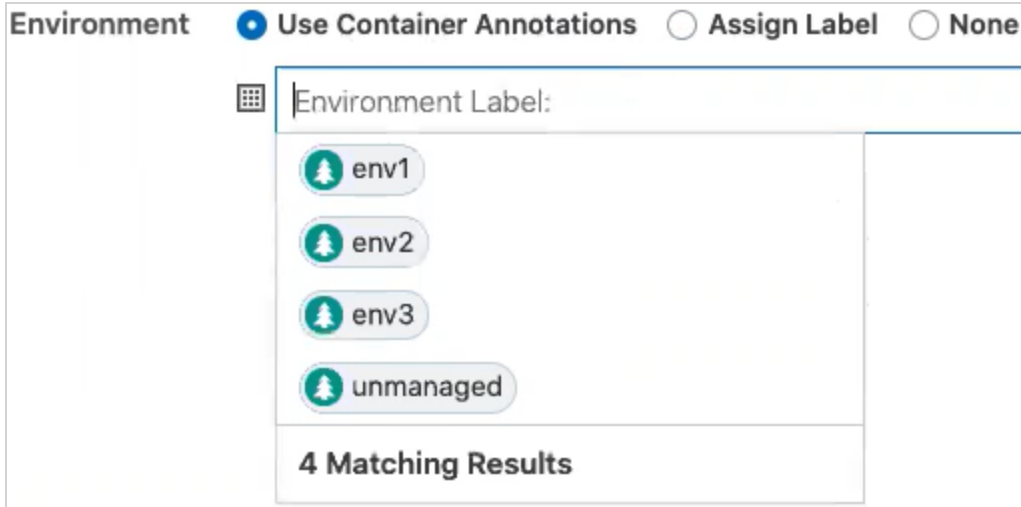 Environment Use Container Annotations Assign Label None
Environment Label:
env1
env2
env3
unmanaged
4 Matching Results